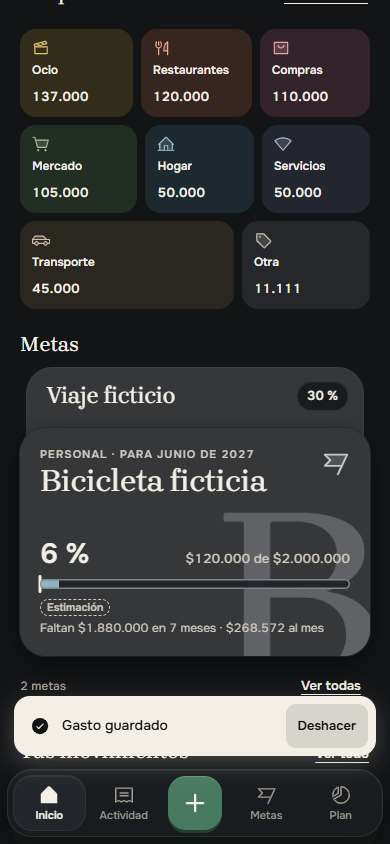 Ocio
Restaurantes
Compras
137.000
120.000
110.000
Mercado
Hogar
Servicios
105.000
50.000
50.000
Transporte
Otra
45.000
11.111
Metas
Viaje ficticio
30 %
PERSONAL · PARA JUNIO DE 2027
Bicicleta ficticia
6 %
$120.000 de $2.000.000
B
Estimación
Faltan $1.880.000 en 7 meses · $268.572 al mes
2 metas
Ver todas
Gasto guardado
Deshacer
Inicio
Actividad
Metas
Plan